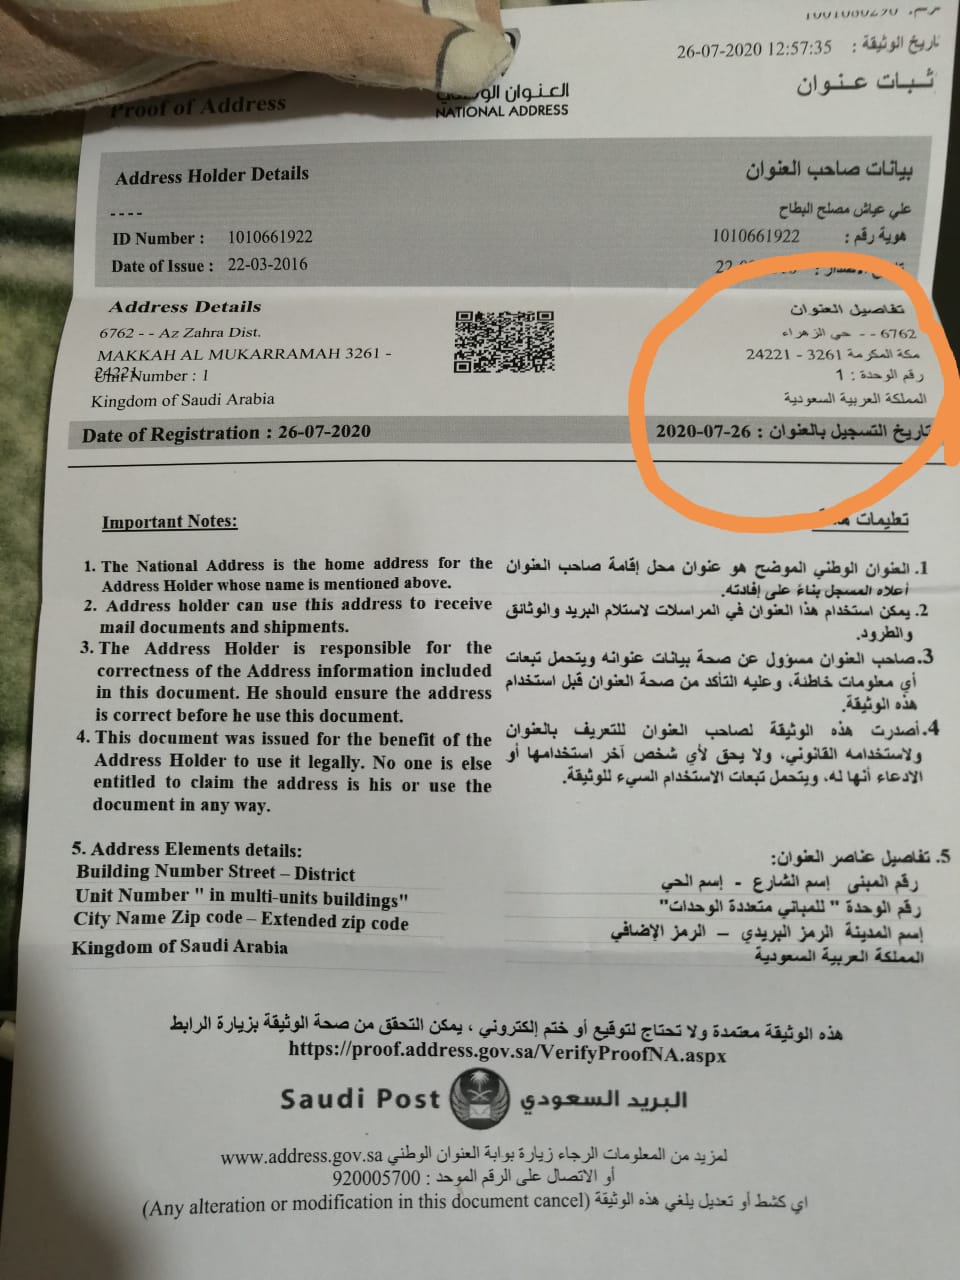 تاريخ الوثيقة : 26-07-2020 12:57:35
ثبات عنوان
Proof of Address
العنوان
NATIONAL ADDRESS
Address Holder Details
بيانات صاحب العنوان
----
علي عياش مصلح البطاح
ID Number : 1010661922
هوية رقم : 1010661922
Date of Issue : 22-03-2016
Address Details
تفاصيل العنوان
6762 - - Az Zahra Dist.
6762 - - حي الزهراء
MAKKAH AL MUKARRAMAH 3261 -
24221
مكة المكرمة 3261 - 24221
Unit Number : 1
رقم الوحدة : 1
Kingdom of Saudi Arabia
المملكة العربية السعودية
Date of Registration : 26-07-2020
تاريخ التسجيل بالعنوان : 26-07-2020
Important Notes:
تعليمات
1. The National Address is the home address for the
Address Holder whose name is mentioned above.
2. Address holder can use this address to receive
mail documents and shipments.
3. The Address Holder is responsible for the
correctness of the Address information included
in this document. He should ensure the address
is correct before he use this document.
4. This document was issued for the benefit of the
Address Holder to use it legally. No one is else
entitled to claim the address is his or use the
document in any way.
1. العنوان الوطني الموضح هو عنوان محل إقامة صاحب العنوان
أعلاه المسجل بناءً على إفادته.
2. يمكن استخدام هذا العنوان في المراسلات لاستلام البريد والوثائق
والطرود.
3. صاحب العنوان مسؤول عن صحة بيانات عنوانه ويتحمل تبعات
أي معلومات خاطئة، وعليه التأكد من صحة العنوان قبل استخدام
هذه الوثيقة.
4. أصدرت هذه الوثيقة لصاحب العنوان للتعريف بالعنوان
ولاستخدامه القانوني، ولا يحق لأي شخص آخر استخدامها أو
الادعاء أنها له، ويتحمل تبعات الاستخدام السيء للوثيقة.
5. Address Elements details:
Building Number Street – District
Unit Number " in multi-units buildings"
City Name Zip code – Extended zip code
Kingdom of Saudi Arabia
5. تفاصيل عناصر العنوان:
رقم المبنى إسم الشارع - إسم الحي
رقم الوحدة " للمباني متعددة الوحدات"
إسم المدينة الرمز البريدي – الرمز الإضافي
المملكة العربية السعودية
هذه الوثيقة معتمدة ولا تحتاج لتوقيع أو ختم إلكتروني ، يمكن التحقق من صحة الوثيقة بزيارة الرابط
https://proof.address.gov.sa/VerifyProofNA.aspx
Saudi Post البريد السعودي
لمزيد من المعلومات الرجاء زيارة بوابة العنوان الوطني www.address.gov.sa
أو الاتصال على الرقم الموحد : 920005700
اي كشط أو تعديل يلغي هذه الوثيقة (Any alteration or modification in this document cancel)